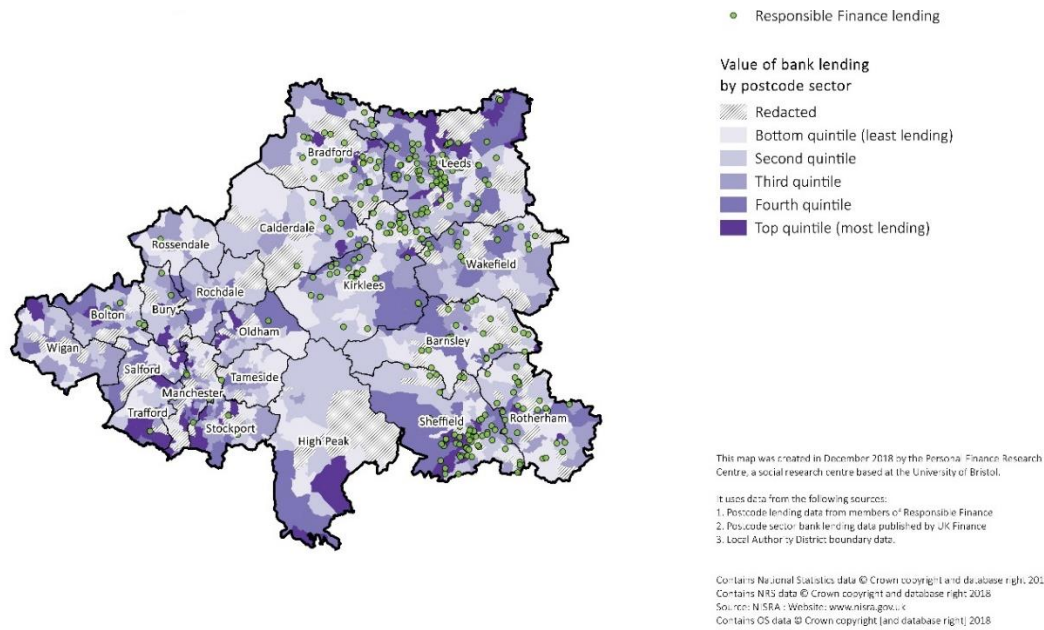 Responsible Finance lending
Value of bank lending
by postcode sector
Redacted
Bottom quintile (least lending)
Second quintile
Third quintile
Fourth quintile
Top quintile (most lending)
Bradford
Leeds
Calderdale
Rossendale
Wakefield
Kirklees
Rochdale
Bury
Bolton
Oldham
Wigan
Barnsley
Salford
Tameside
Manchester
Trafford
Stockport
Sheffield
Rotherham
High Peak
This map was created in December 2018 by the Personal Finance Research
Centre, a social research centre based at the University of Bristol.
It uses data from the following sources:
1. Postcode lending data from members of Responsible Finance
2. Postcode sector bank lending data published by UK Finance
3. Local Authority District boundary data.
Contains National Statistics data © Crown copyright and database right 201
Contains NRS data © Crown copyright and database right 2018
Source: NISRA : Website: www.nisra.gov.uk
Contains OS data © Crown copyright [and database right] 2018